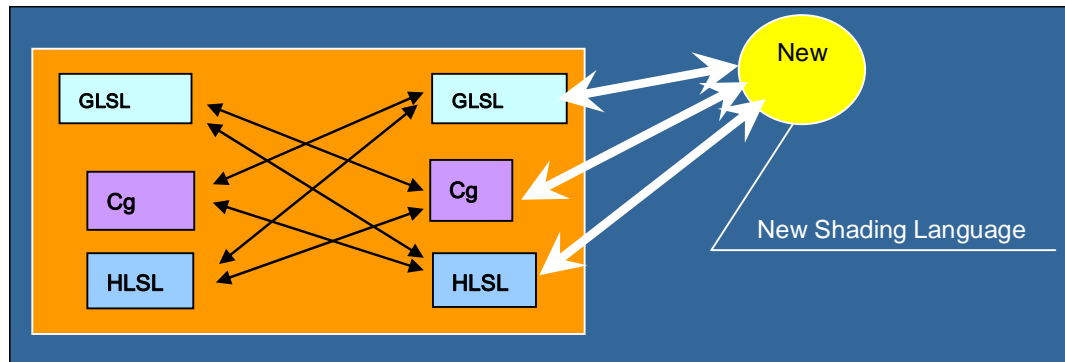 New
GLSL
GLSL
Cg
Cg
New Shading Language
HLSL
HLSL